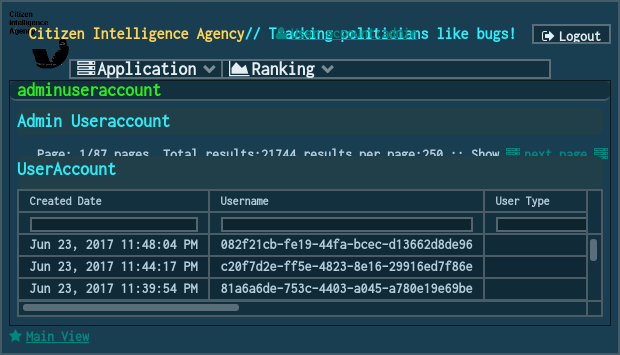 Citizen
Intelligence
Agency
Citizen Intelligence Agency// Tracking politicians like bugs!
Logout
Application Ranking
adminuseraccount
Admin Useraccount
Page: 1/87 pages Total results:21744 results per page:250 :: Show next page
UserAccount
Created Date Username User Type
Jun 23, 2017 11:48:04 PM 082f21cb-fe19-44fa-bcec-d13662d8de96
Jun 23, 2017 11:44:17 PM c20f7d2e-ff5e-4823-8e16-29916ed7f86e
Jun 23, 2017 11:39:54 PM 81a6a6de-753c-4403-a045-a780e19e69be
Main View